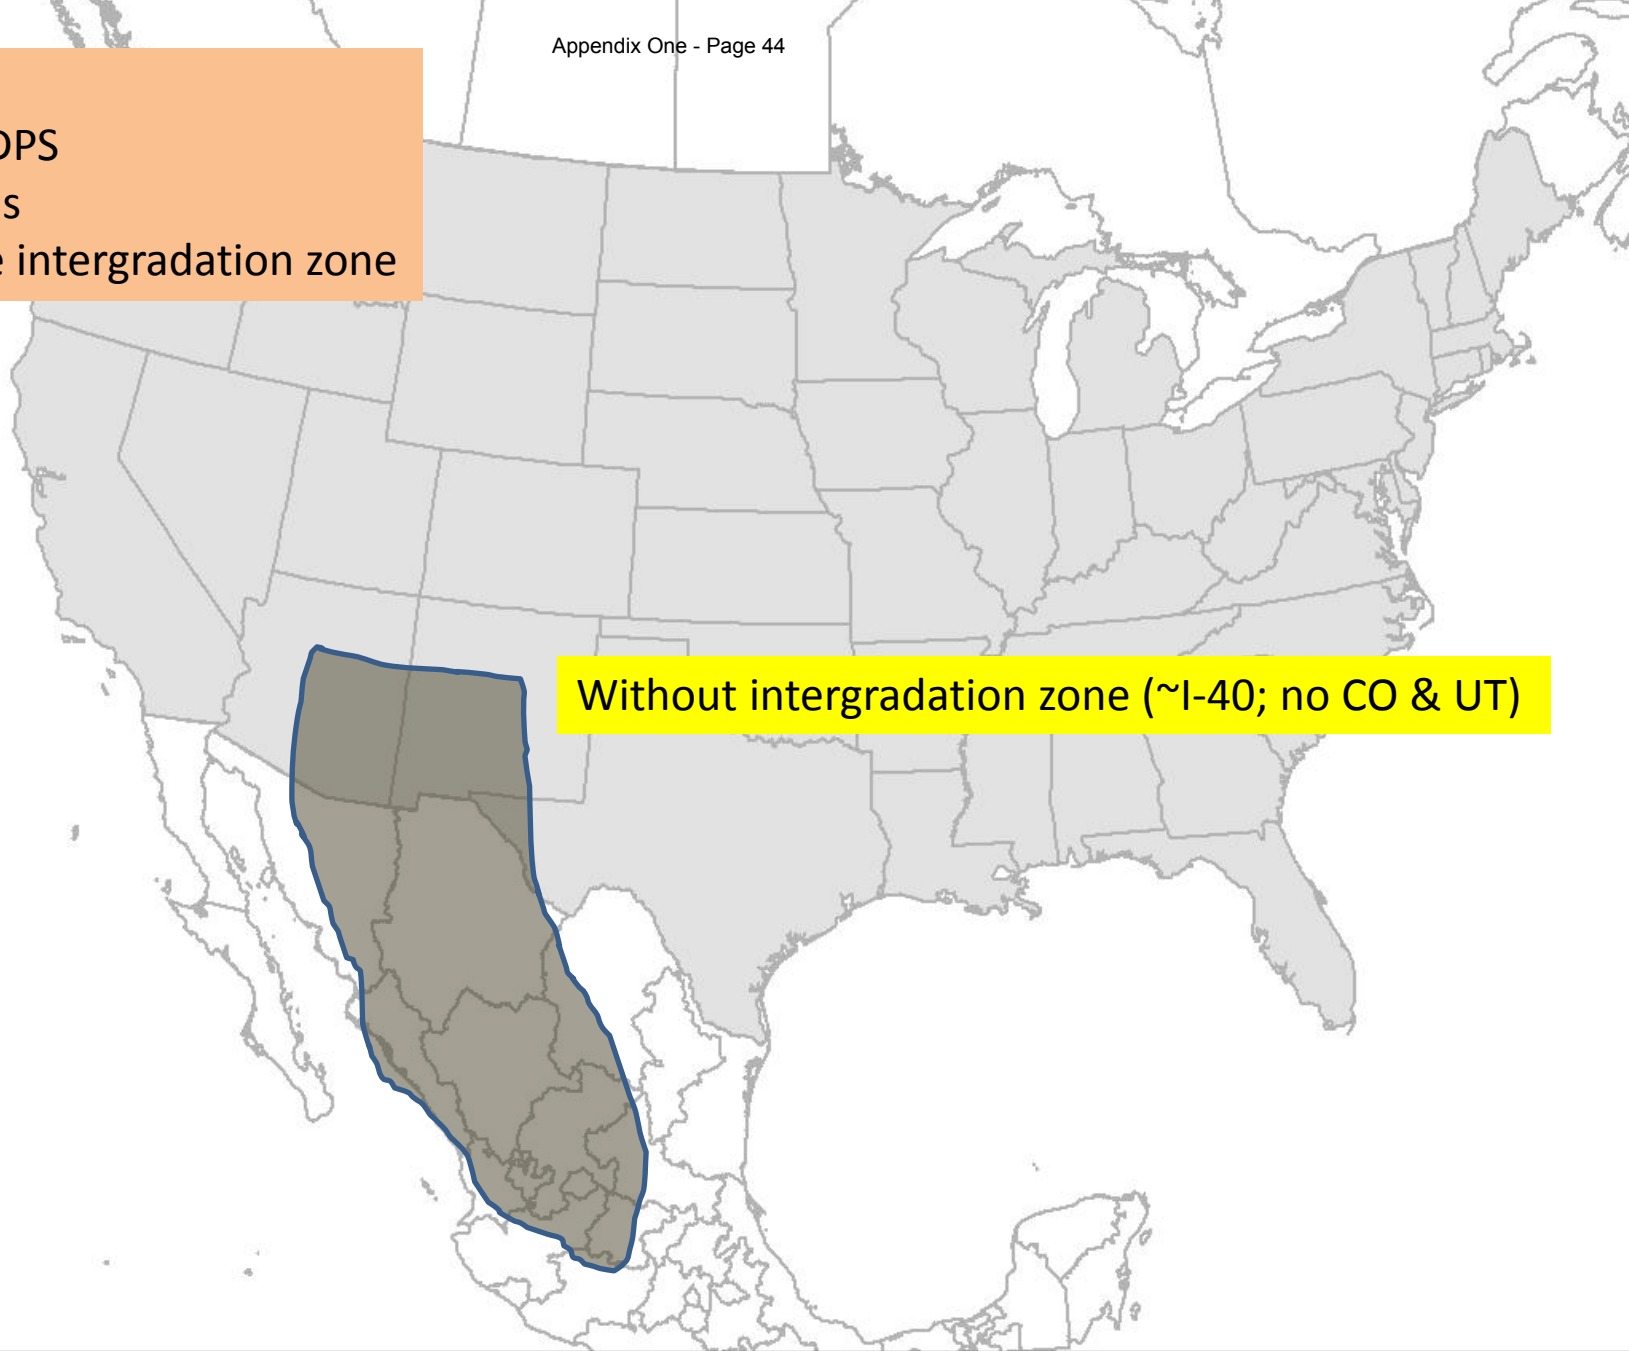 Appendix One - Page 44
DPS
s
intergradation zone
Without intergradation zone (~I-40; no CO & UT)